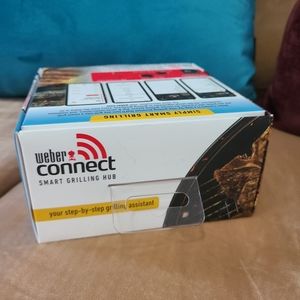 SIMPLY SMART GRILLING
weber
connect
SMART GRILLING HUB
your step-by-step grilling assistant